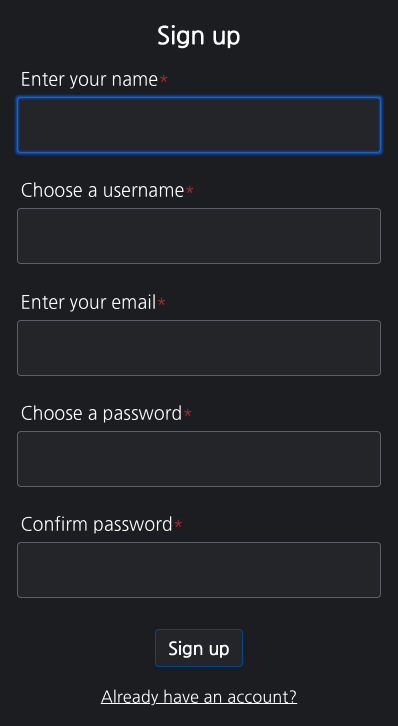 Sign up
Enter your name*
Choose a username*
Enter your email*
Choose a password*
Confirm password*
Sign up
Already have an account?